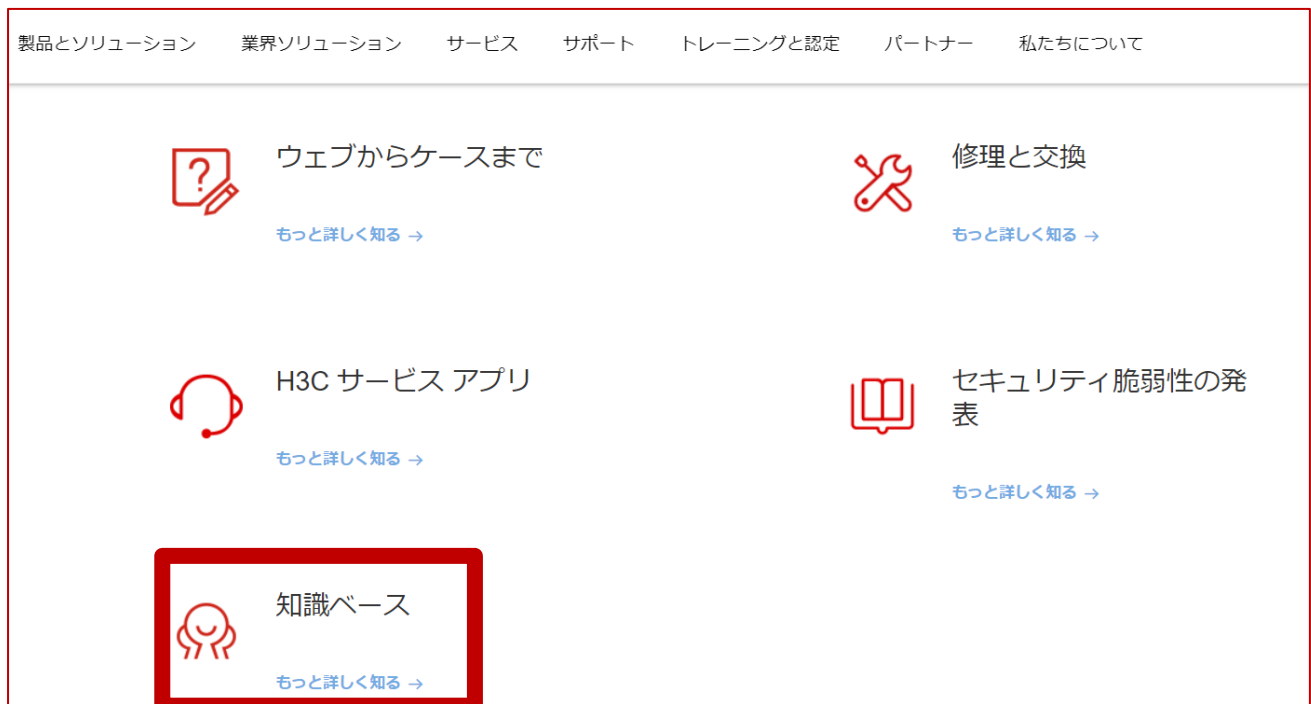 製品とソリューション 業界ソリューション サービス サポート トレーニングと認定 パートナー 私たちについて
ウェブからケースまで
もっと詳しく知る →
修理と交換
もっと詳しく知る →
H3C サービス アプリ
もっと詳しく知る →
セキュリティ脆弱性の発
表
もっと詳しく知る →
知識ベース
もっと詳しく知る →